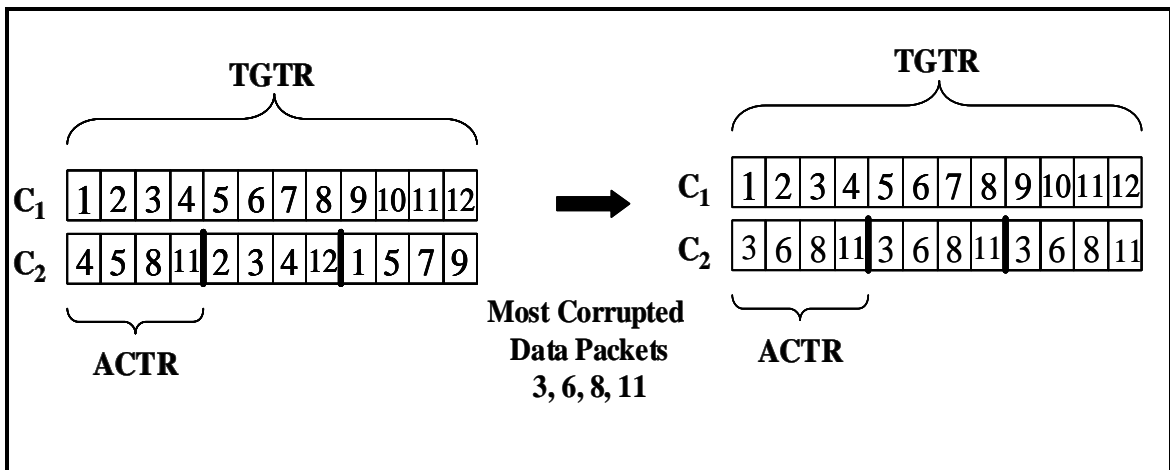 TGTR
C1 1 2 3 4 5 6 7 8 9 10 11 12
C2 4 5 8 11 2 3 4 12 1 5 7 9
ACTR
Most Corrupted
Data Packets
3, 6, 8, 11
TGTR
C1 1 2 3 4 5 6 7 8 9 10 11 12
C2 3 6 8 11 3 6 8 11 3 6 8 11
ACTR